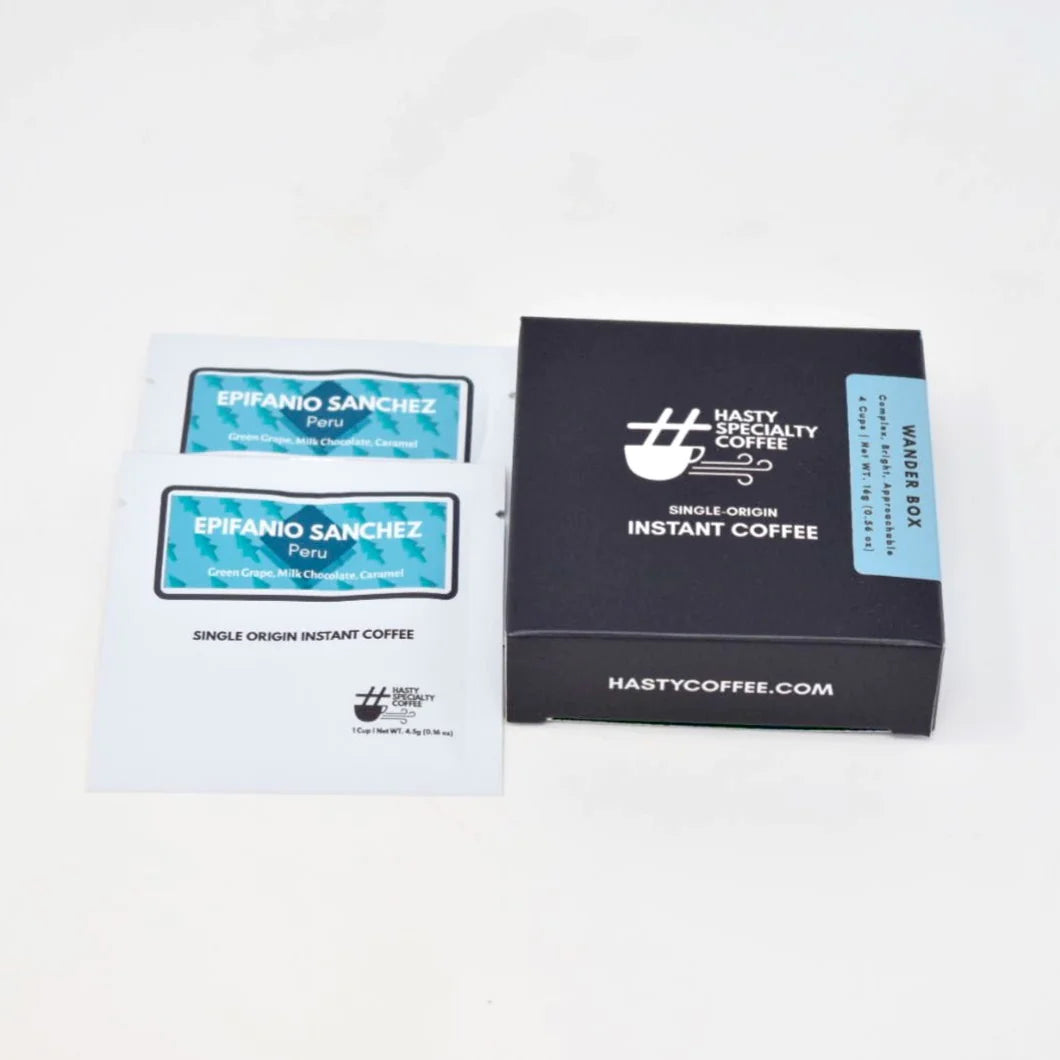 EPIFANIO SANCHEZ
Peru
Green Grape, Milk Chocolate, Caramel
EPIFANIO SANCHEZ
Peru
Green Grape, Milk Chocolate, Caramel
SINGLE ORIGIN INSTANT COFFEE
HASTY
SPECIALTY
COFFEE
1 Cup | Net WT. 4.5g (0.16 oz)
HASTY
SPECIALTY
COFFEE
SINGLE-ORIGIN
INSTANT COFFEE
WANDER BOX
Complex, Bright, Approachable
4 Cups | Net WT. 16g (0.56 oz)
HASTYCOFFEE.COM